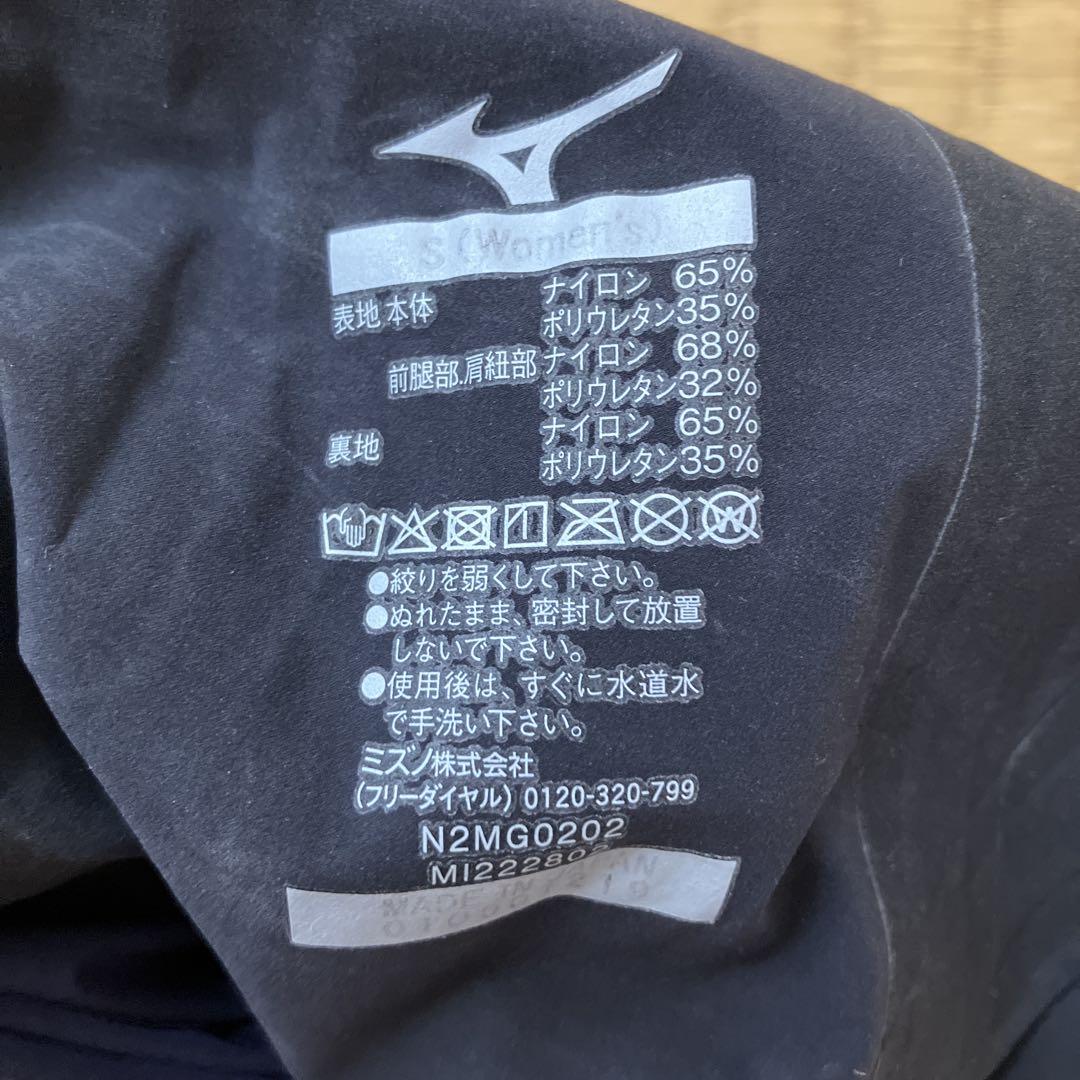 S (Women's)
表地 本体 ナイロン 65%
ポリウレタン35%
前腿部.肩紐部 ナイロン 68%
ポリウレタン32%
裏地 ナイロン 65%
ポリウレタン35%
●絞りを弱くして下さい。
●ぬれたまま、密封して放置
しないで下さい。
●使用後は、すぐに水道水
で手洗い下さい。
ミズノ株式会社
(フリーダイヤル) 0120-320-799
N2MG0202
MI222802
MADE IN